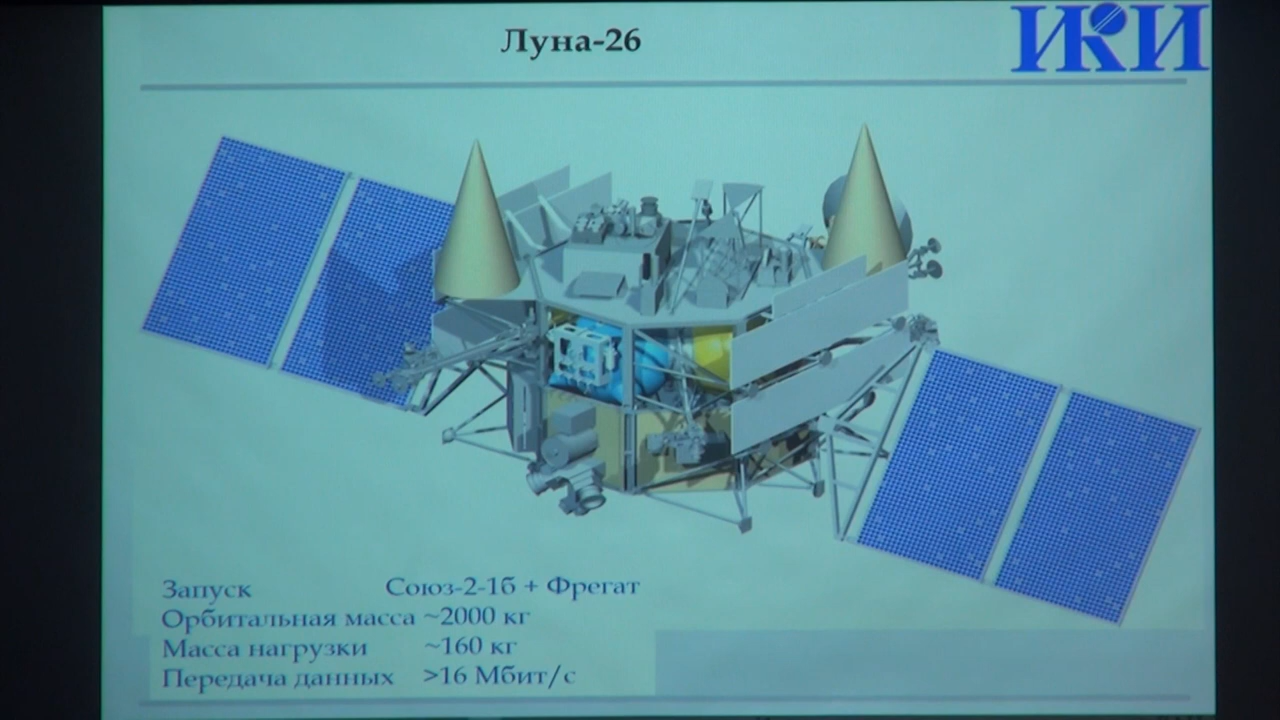 Луна-26
ИКИ
Запуск Союз-2-1б + Фрегат
Орбитальная масса ~2000 кг
Масса нагрузки ~160 кг
Передача данных >16 Мбит/с